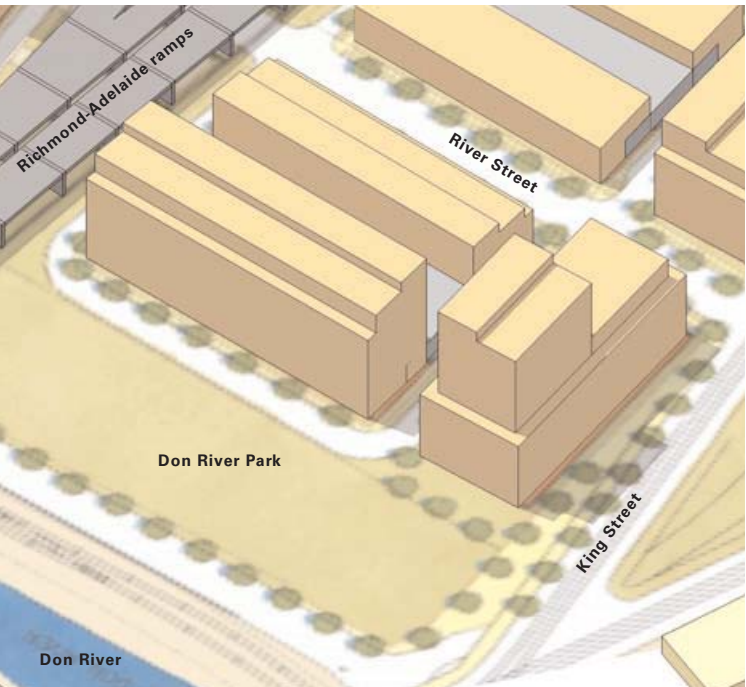 Richmond-Adelaide ramps
River Street
Don River Park
King Street
Don River